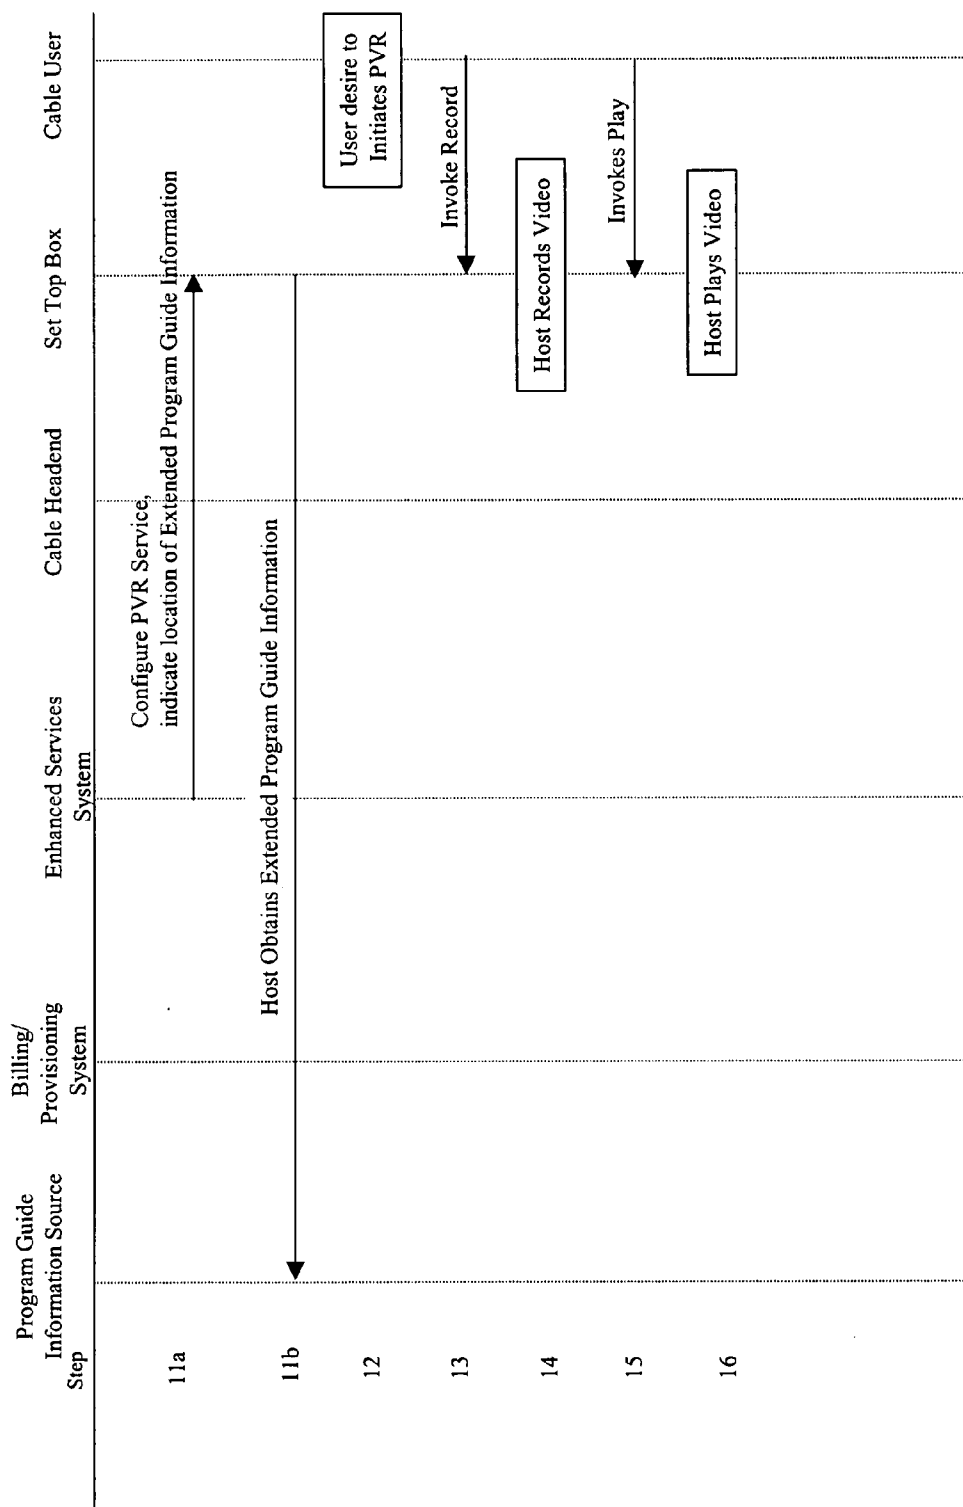 Step
Program Guide
Information Source
Billing/
Provisioning
System
Enhanced Services
System
Cable Headend
Set Top Box
Cable User
11a
Configure PVR Service,
indicate location of Extended Program Guide Information
11b
Host Obtains Extended Program Guide Information
12
User desire to
Initiates PVR
13
Invoke Record
14
Host Records Video
15
Invokes Play
16
Host Plays Video